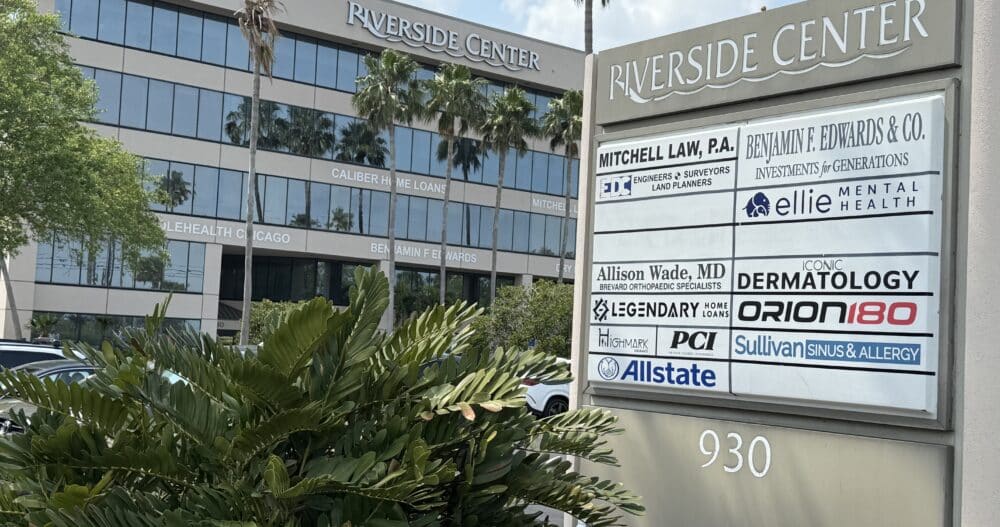 RIVERSIDE CENTER
CALIBER HOME LOANS
MITCHELL
OLEHEALTH CHICAGO
BENJAMIN F EDWARDS
RIVERSIDE CENTER
MITCHELL LAW, P.A.
EDC ENGINEERS SURVEYORS
LAND PLANNERS
BENJAMIN F. EDWARDS & CO.
INVESTMENTS for GENERATIONS
ellie MENTAL
HEALTH
Allison Wade, MD
BREVARD ORTHOPAEDIC SPECIALISTS
ICONIC
DERMATOLOGY
LEGENDARY HOME
LOANS
ORION180
HIGHMARK
PCI
Sullivan SINUS & ALLERGY
Allstate
930